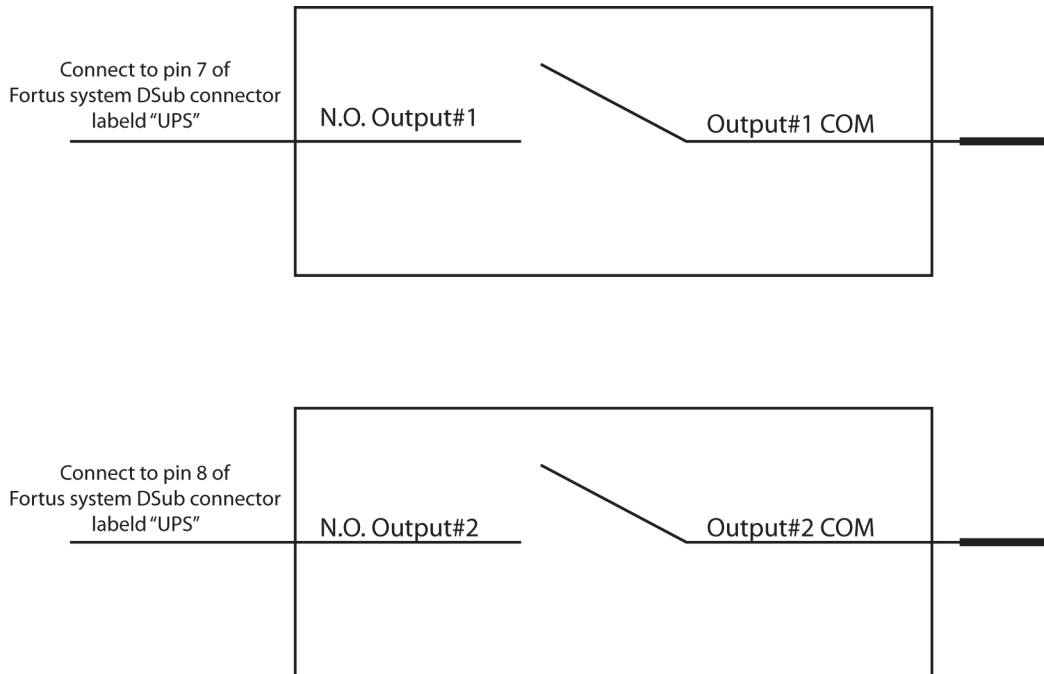 Connect to pin 7 of
Fortus system DSub connector
labeld “UPS”
N.O. Output#1
Output#1 COM
Connect to pin 8 of
Fortus system DSub connector
labeld “UPS”
N.O. Output#2
Output#2 COM